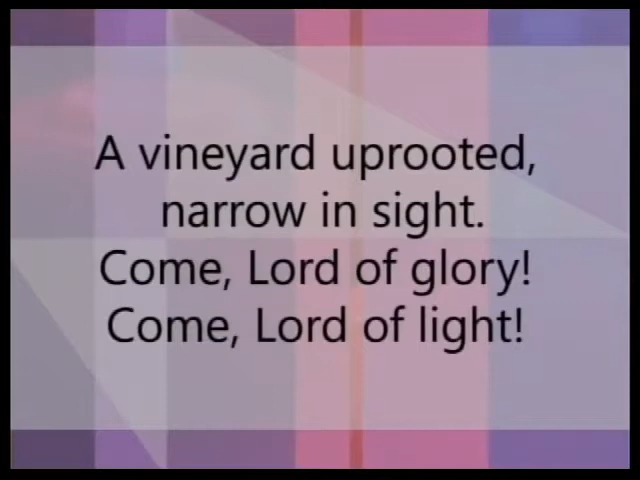 A vineyard uprooted,
narrow in sight.
Come, Lord of glory!
Come, Lord of light!